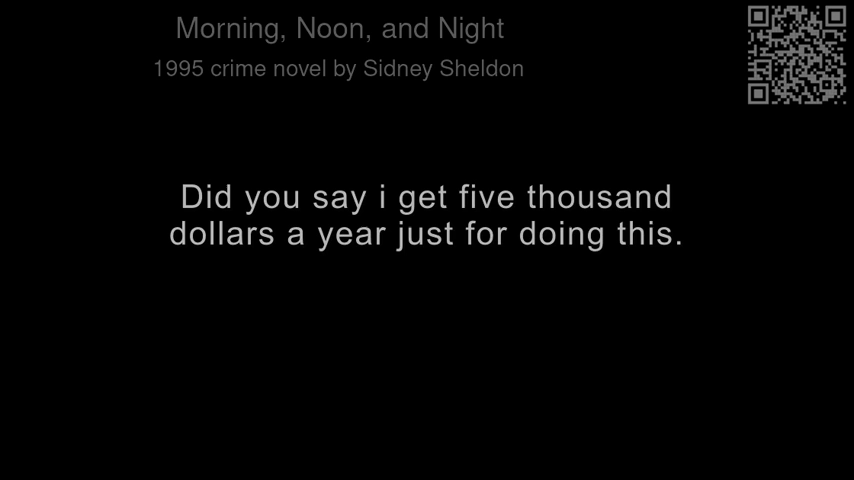 Morning, Noon, and Night
1995 crime novel by Sidney Sheldon
Did you say i get five thousand
dollars a year just for doing this.